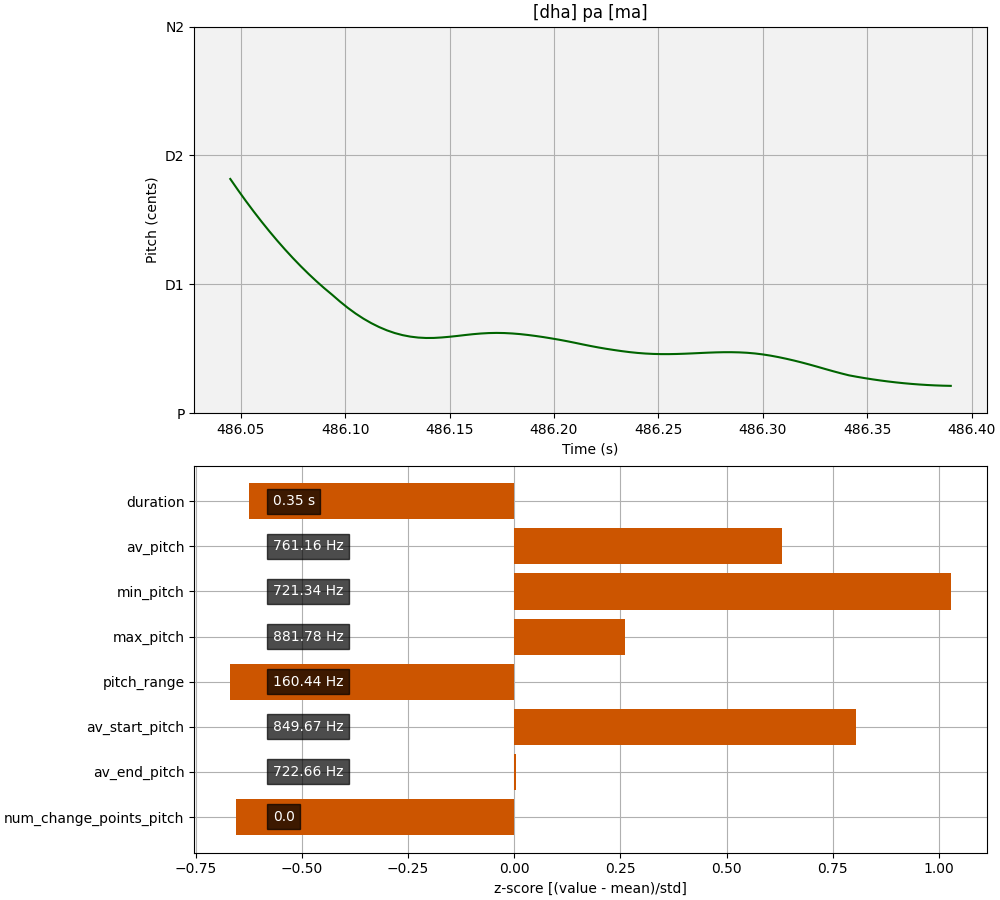 [dha] pa [ma]
N2
D2
D1
P
Pitch (cents)
486.05 486.10 486.15 486.20 486.25 486.30 486.35 486.40
Time (s)
duration 0.35 s
av_pitch 761.16 Hz
min_pitch 721.34 Hz
max_pitch 881.78 Hz
pitch_range 160.44 Hz
av_start_pitch 849.67 Hz
av_end_pitch 722.66 Hz
num_change_points_pitch 0.0
−0.75 −0.50 −0.25 0.00 0.25 0.50 0.75 1.00
z-score [(value - mean)/std]